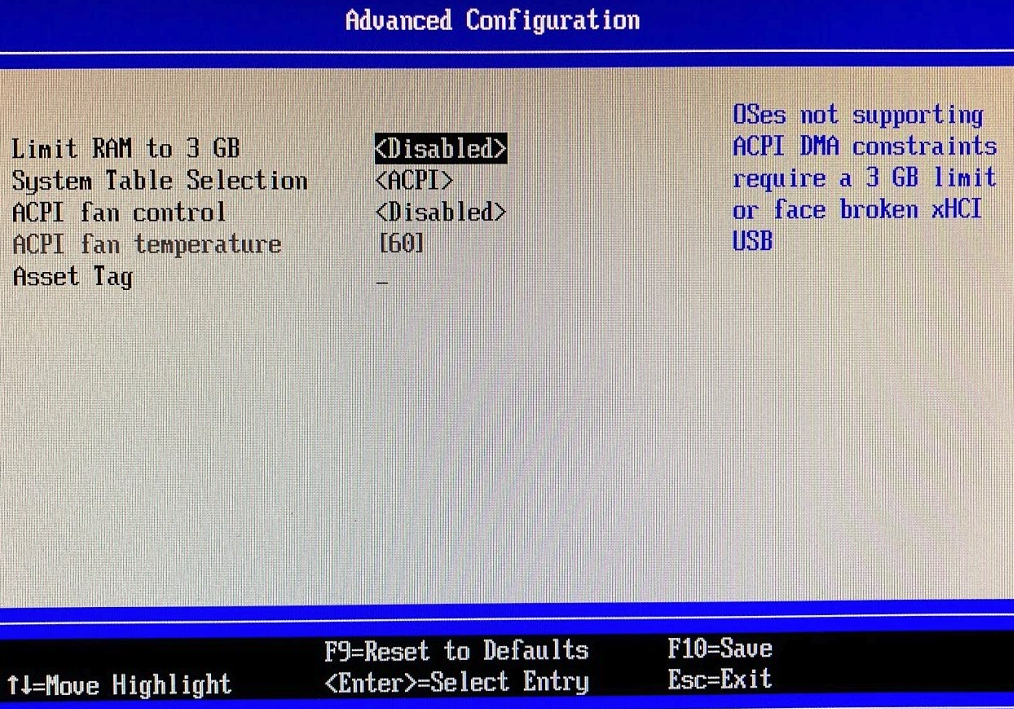 Advanced Configuration
Limit RAM to 3 GB <Disabled>
System Table Selection <ACPI>
ACPI fan control <Disabled>
ACPI fan temperature [60]
Asset Tag _
OSes not supporting
ACPI DMA constraints
require a 3 GB limit
or face broken xHCI
USB
F9=Reset to Defaults F10=Save
↑↓=Move Highlight <Enter>=Select Entry Esc=Exit